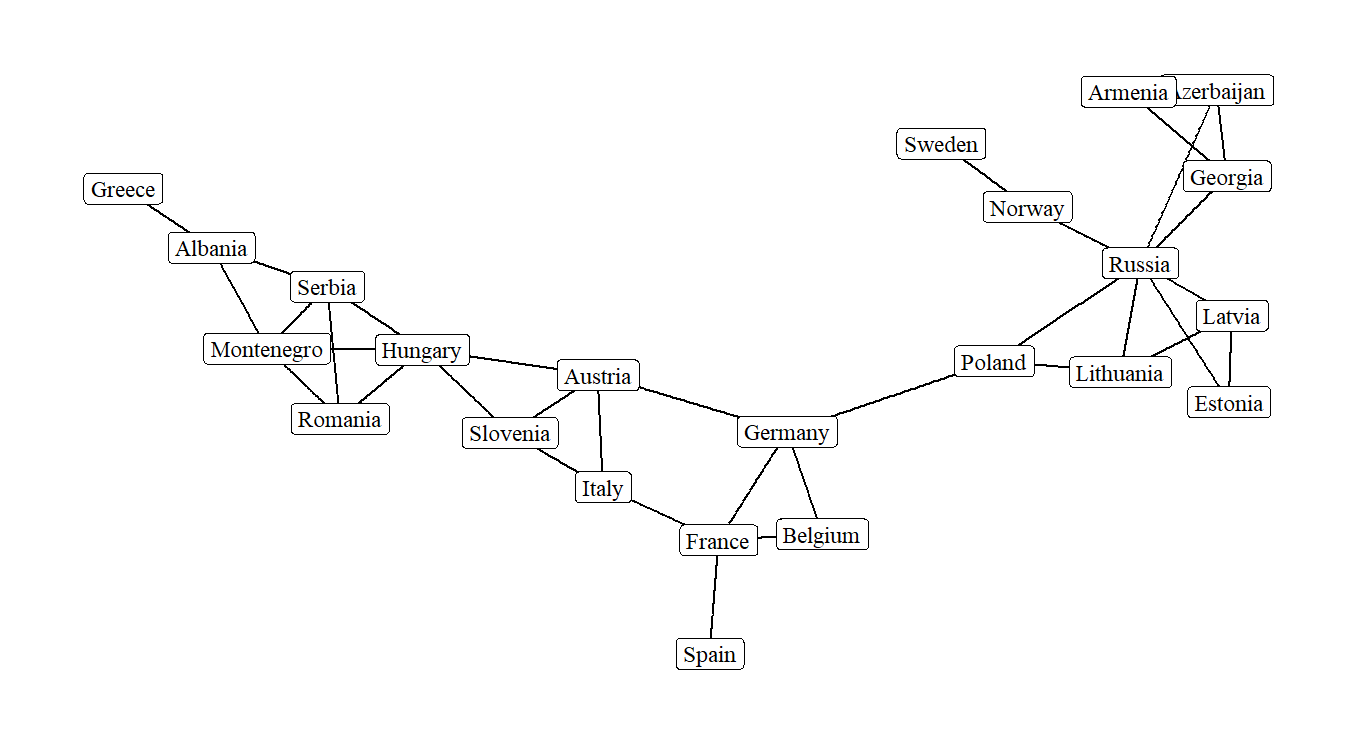 Armenia
Azerbaijan
Sweden
Georgia
Greece
Norway
Albania
Russia
Serbia
Latvia
Montenegro
Hungary
Poland
Lithuania
Austria
Estonia
Romania
Slovenia
Germany
Italy
France
Belgium
Spain